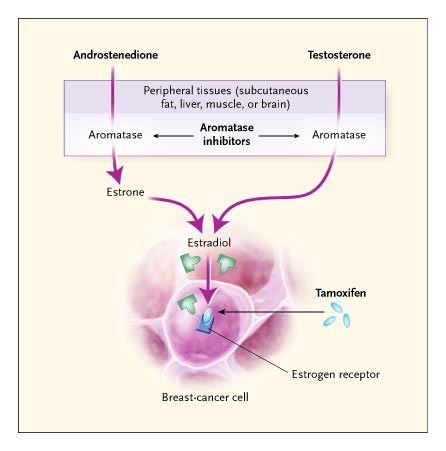 Androstenedione
Testosterone
Peripheral tissues (subcutaneous
fat, liver, muscle, or brain)
Aromatase
Aromatase
inhibitors
Aromatase
Estrone
Estradiol
Tamoxifen
Estrogen receptor
Breast-cancer cell